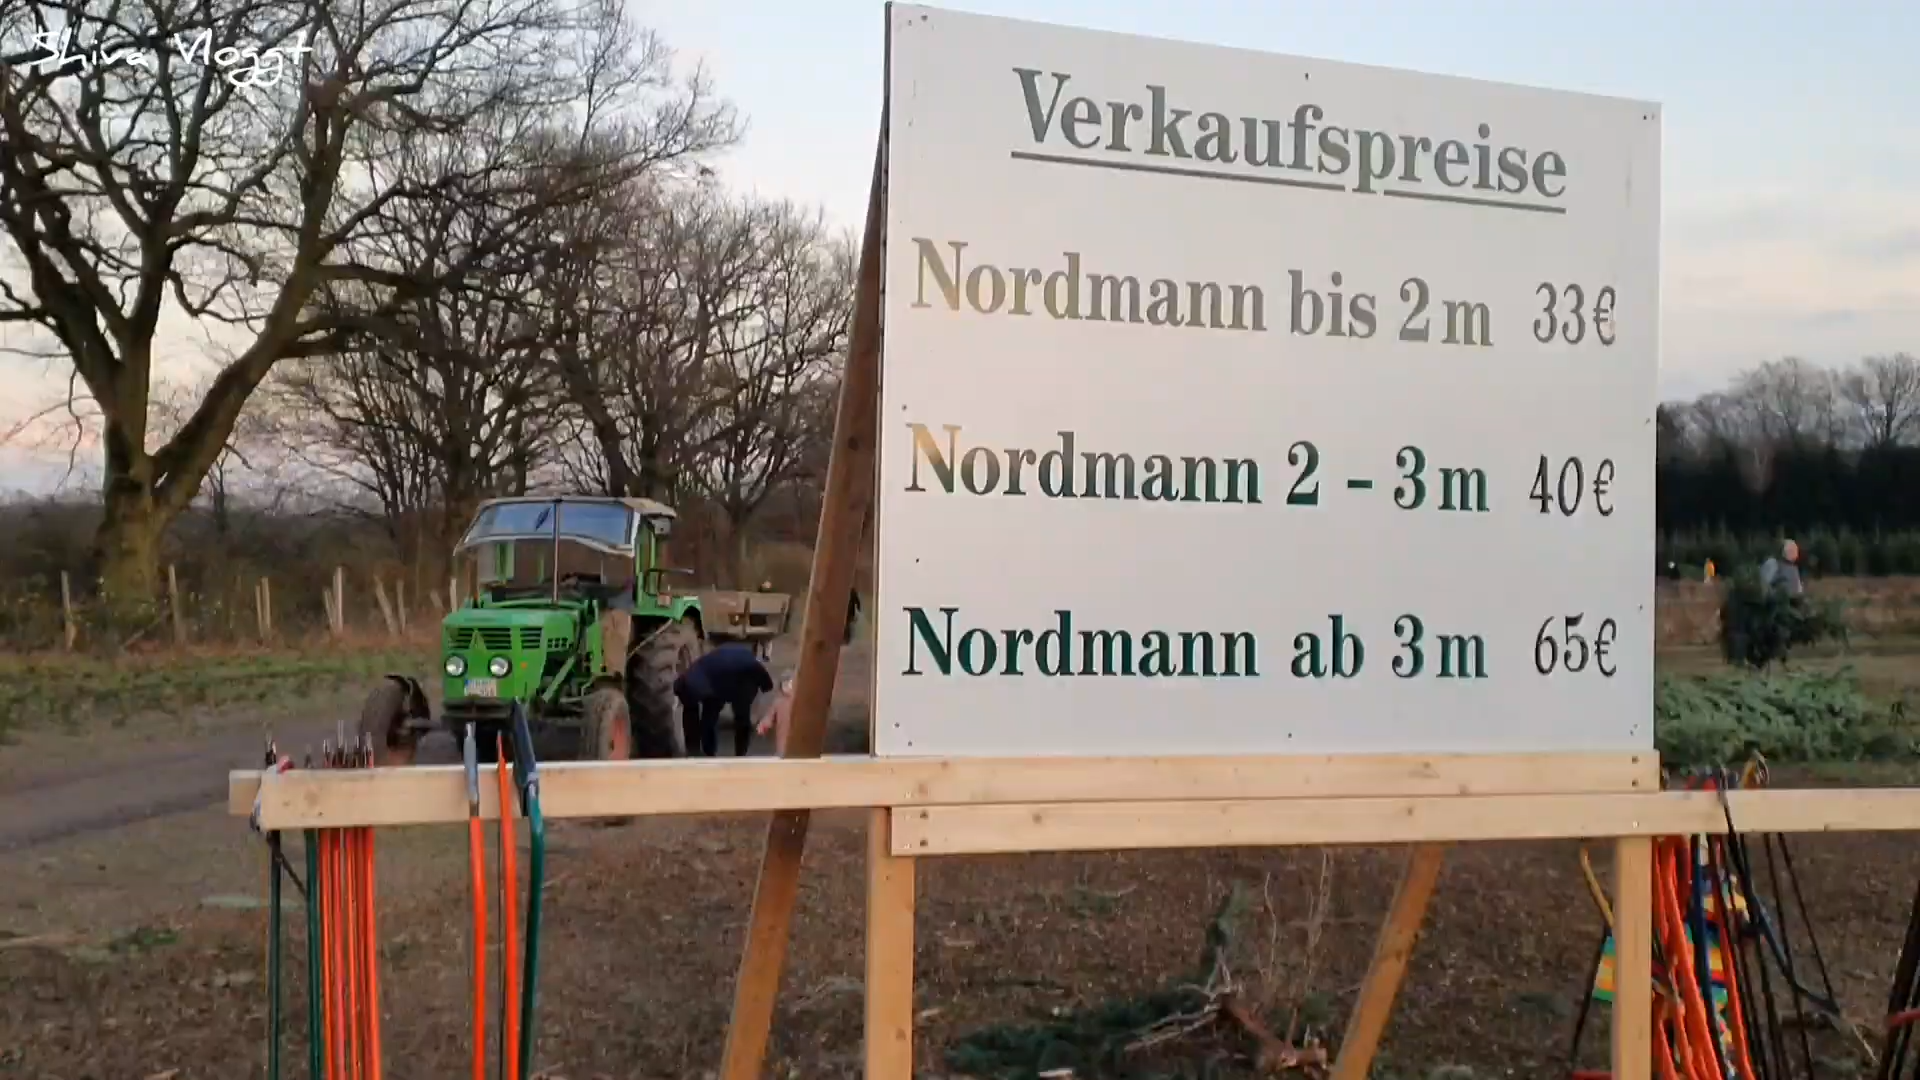 Shiva Vloggt
Verkaufspreise
Nordmann bis 2m 33€
Nordmann 2 - 3m 40€
Nordmann ab 3m 65€